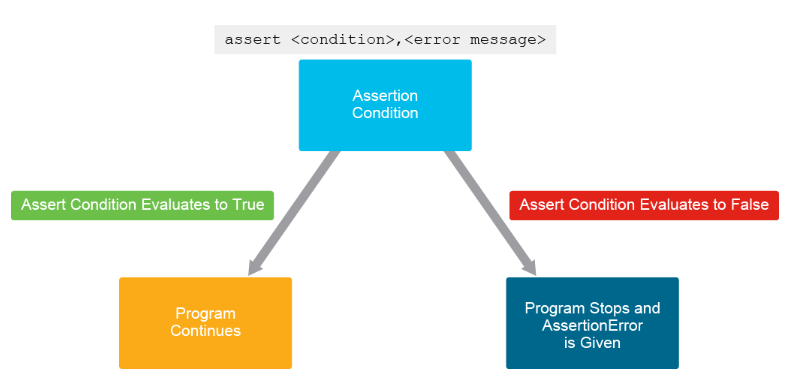 assert <condition>,<error message>
Assertion
Condition
Assert Condition Evaluates to True
Assert Condition Evaluates to False
Program
Continues
Program Stops and
AssertionError
is Given